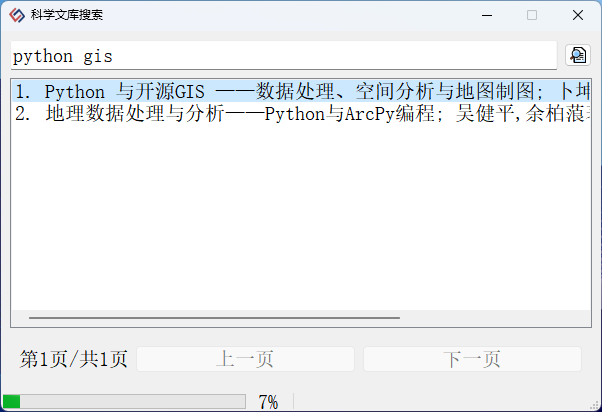 科学文库搜索
python gis
1. Python 与开源GIS ——数据处理、空间分析与地图制图; 卜坤
2. 地理数据处理与分析——Python与ArcPy编程; 吴健平,余柏蒗
第1页/共1页 上一页 下一页
7%